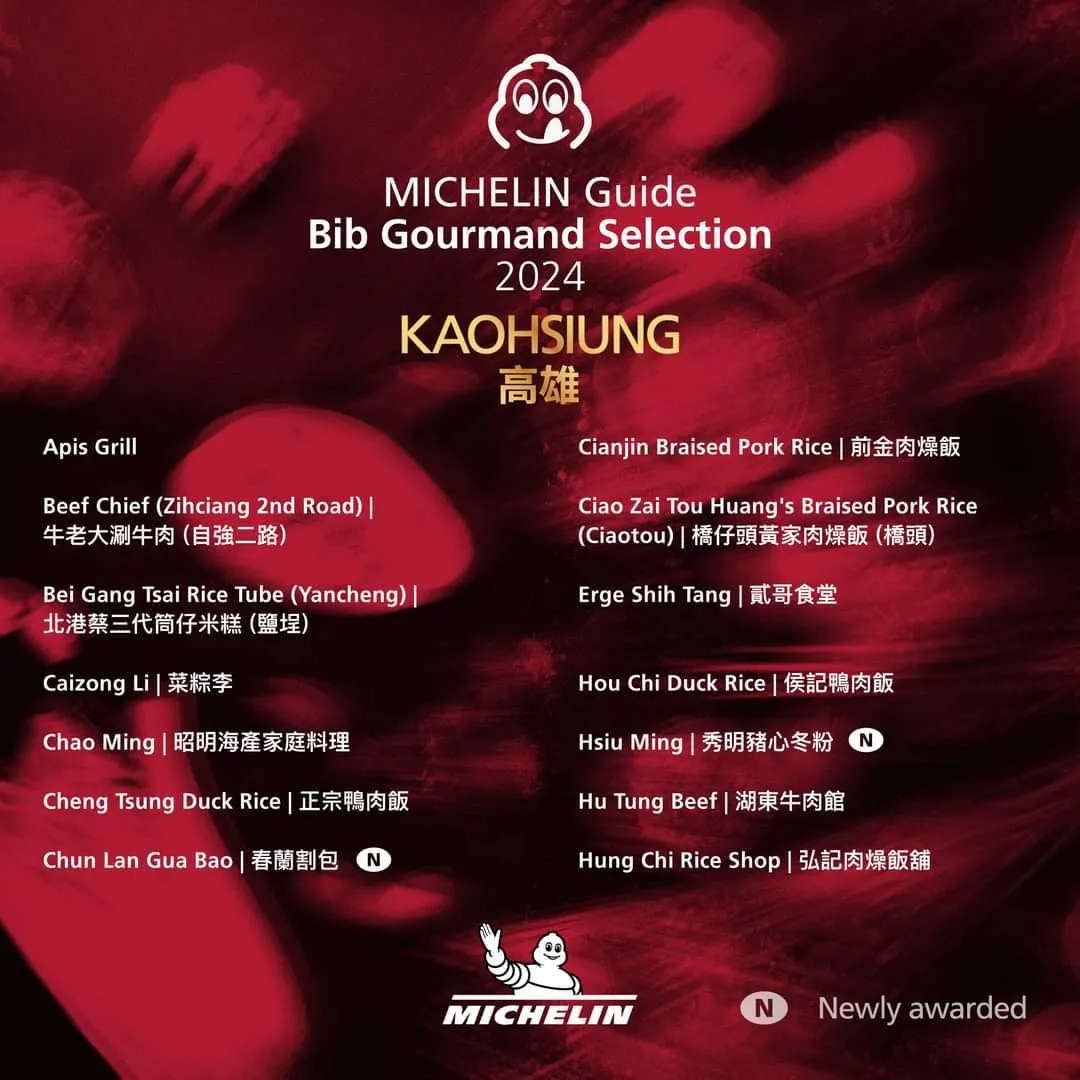 MICHELIN Guide
Bib Gourmand Selection
2024
KAOHSIUNG
高雄
Apis Grill
Beef Chief (Zihciang 2nd Road) |
牛老大涮牛肉 (自強二路)
Bei Gang Tsai Rice Tube (Yancheng) |
北港蔡三代筒仔米糕 (鹽埕)
Caizong Li | 菜粽李
Chao Ming | 昭明海產家庭料理
Cheng Tsung Duck Rice | 正宗鴨肉飯
Chun Lan Gua Bao | 春蘭割包 N
Cianjin Braised Pork Rice | 前金肉燥飯
Ciao Zai Tou Huang's Braised Pork Rice
(Ciaotou) | 橋仔頭黃家肉燥飯 (橋頭)
Erge Shih Tang | 貳哥食堂
Hou Chi Duck Rice | 侯記鴨肉飯
Hsiu Ming | 秀明豬心冬粉 N
Hu Tung Beef | 湖東牛肉館
Hung Chi Rice Shop | 弘記肉燥飯舖
MICHELIN
N Newly awarded